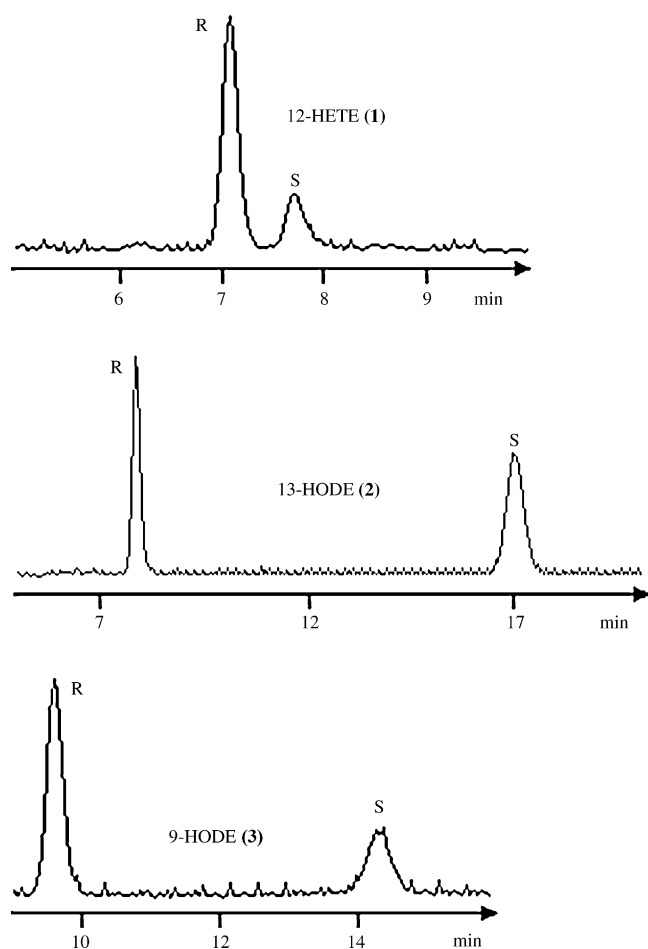 R
12-HETE (1)
S
6 7 8 9 min
R
S
13-HODE (2)
7 12 17 min
R
S
9-HODE (3)
10 12 14 min